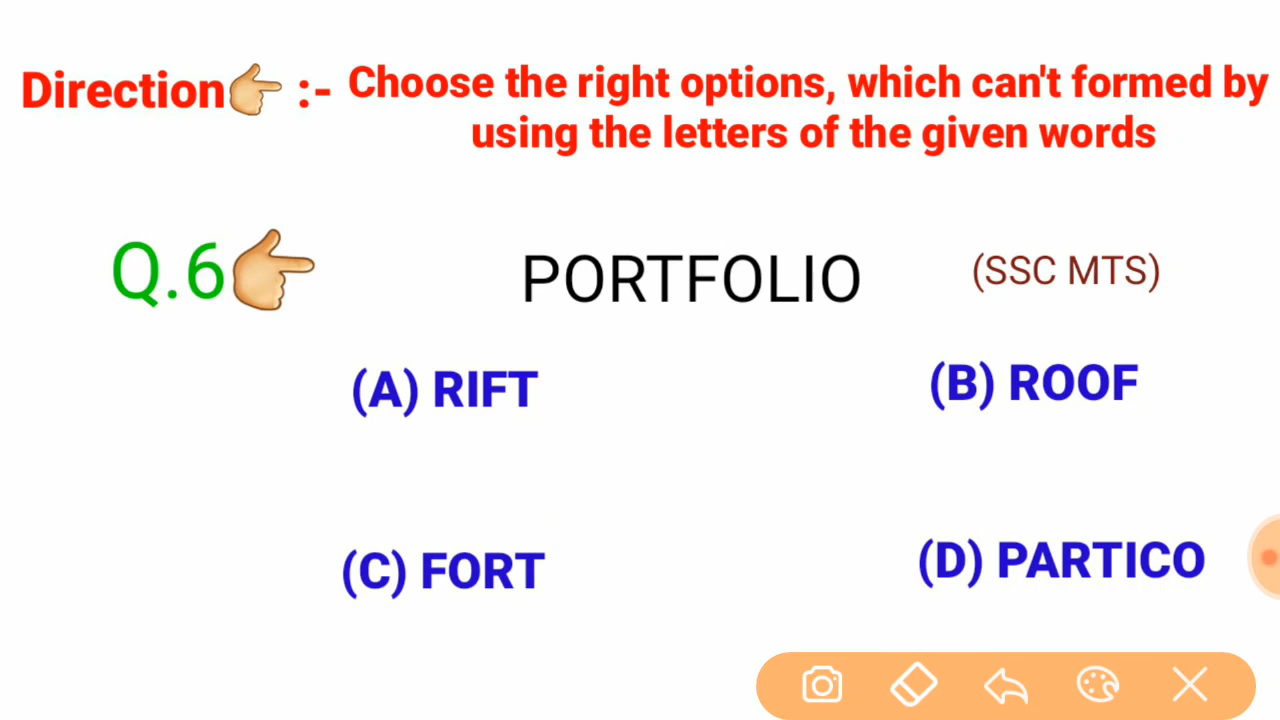 Direction👉 :- Choose the right options, which can't formed by
using the letters of the given words
Q.6👉 PORTFOLIO (SSC MTS)
(A) RIFT (B) ROOF
(C) FORT (D) PARTICO